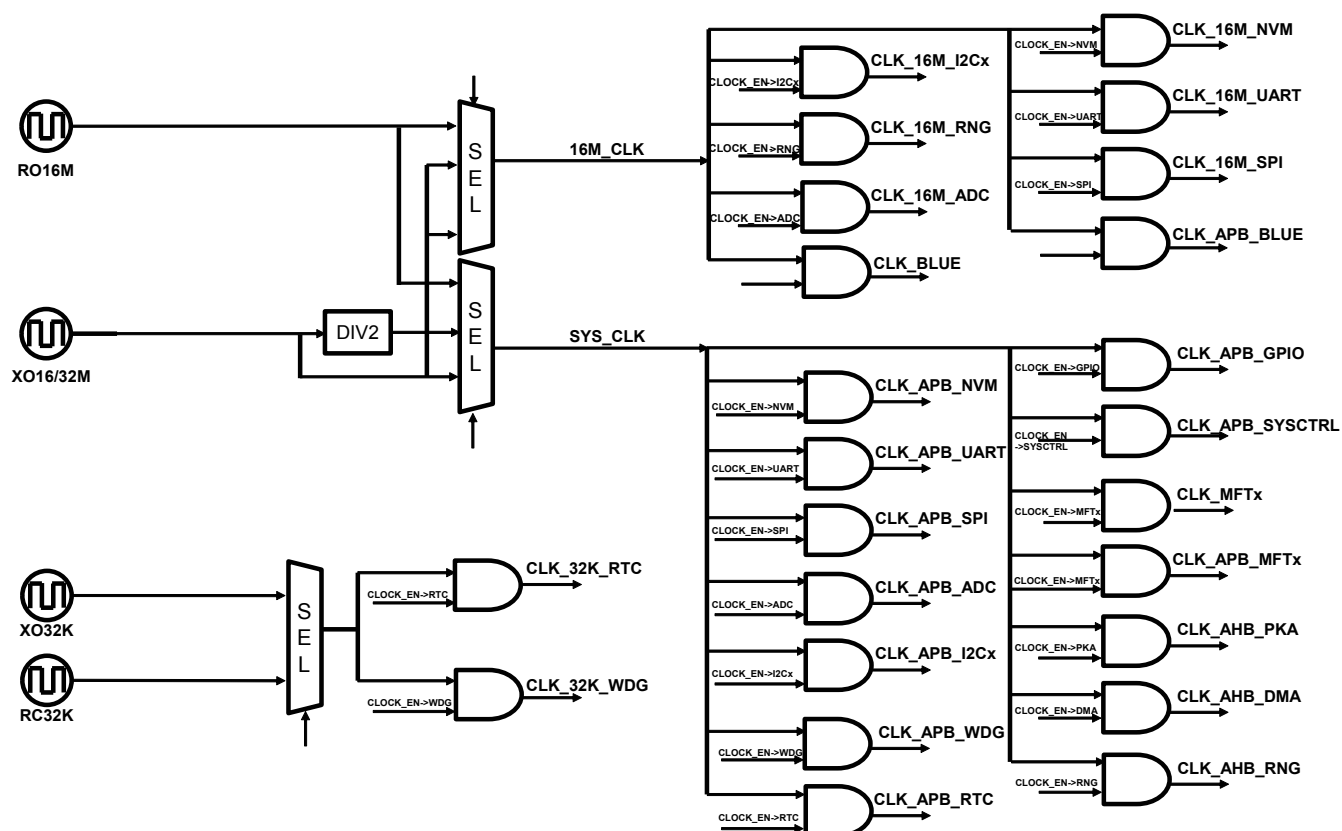 RO16M
XO16/32M
XO32K
RC32K
DIV2
S
E
L
S
E
L
S
E
L
16M_CLK
SYS_CLK
CLOCK_EN->I2Cx
CLK_16M_I2Cx
CLOCK_EN->RNG
CLK_16M_RNG
CLOCK_EN->ADC
CLK_16M_ADC
CLK_BLUE
CLOCK_EN->NVM
CLK_16M_NVM
CLOCK_EN->UART
CLK_16M_UART
CLOCK_EN->SPI
CLK_16M_SPI
CLK_APB_BLUE
CLOCK_EN->NVM
CLK_APB_NVM
CLOCK_EN->UART
CLK_APB_UART
CLOCK_EN->SPI
CLK_APB_SPI
CLOCK_EN->ADC
CLK_APB_ADC
CLOCK_EN->I2Cx
CLK_APB_I2Cx
CLOCK_EN->WDG
CLK_APB_WDG
CLOCK_EN->RTC
CLK_APB_RTC
CLOCK_EN->GPIO
CLK_APB_GPIO
CLOCK_EN
->SYSCTRL
CLK_APB_SYSCTRL
CLOCK_EN->MFTx
CLK_MFTx
CLOCK_EN->MFTx
CLK_APB_MFTx
CLOCK_EN->PKA
CLK_AHB_PKA
CLOCK_EN->DMA
CLK_AHB_DMA
CLOCK_EN->RNG
CLK_AHB_RNG
CLOCK_EN->RTC
CLK_32K_RTC
CLOCK_EN->WDG
CLK_32K_WDG